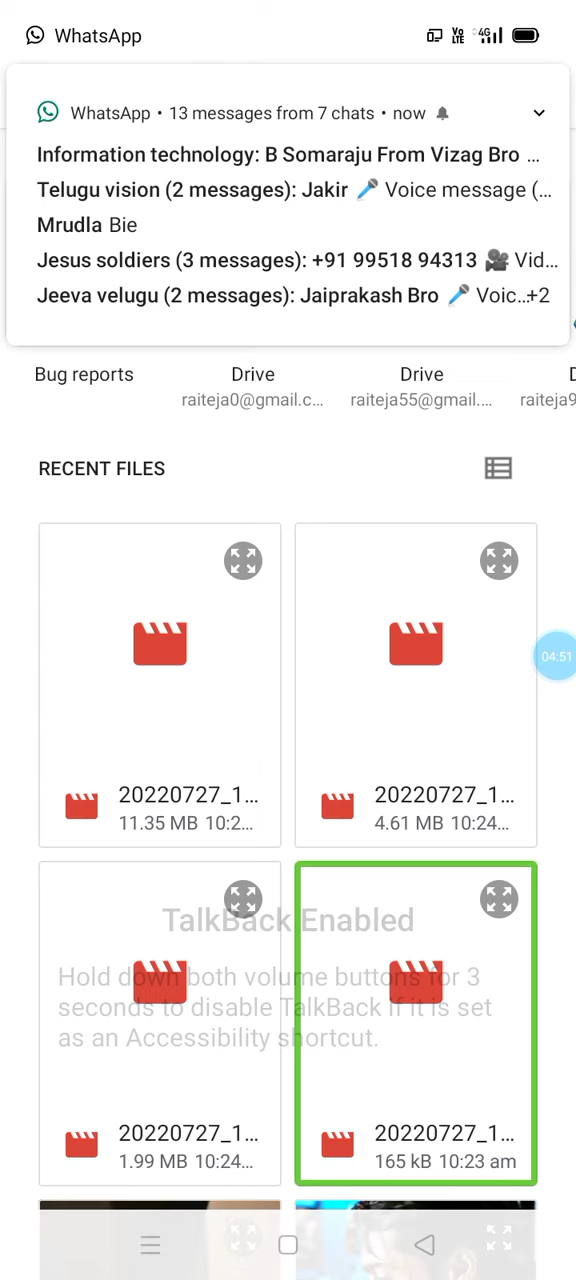 WhatsApp
Vo LTE 4G
WhatsApp • 13 messages from 7 chats • now
Information technology: B Somaraju From Vizag Bro ...
Telugu vision (2 messages): Jakir 🎤 Voice message (...
Mrudla Bie
Jesus soldiers (3 messages): +91 99518 94313 🎥 Vid...
Jeeva velugu (2 messages): Jaiprakash Bro 🎤 Voic...+2
Bug reports Drive Drive D
raiteja0@gmail.c... raiteja55@gmail.... raiteja9
RECENT FILES
04:51
20220727_1... 20220727_1...
11.35 MB 10:2... 4.61 MB 10:24...
TalkBack Enabled
Hold down both volume buttons for 3
seconds to disable TalkBack if it is set
as an Accessibility shortcut.
20220727_1... 20220727_1...
1.99 MB 10:24... 165 kB 10:23 am